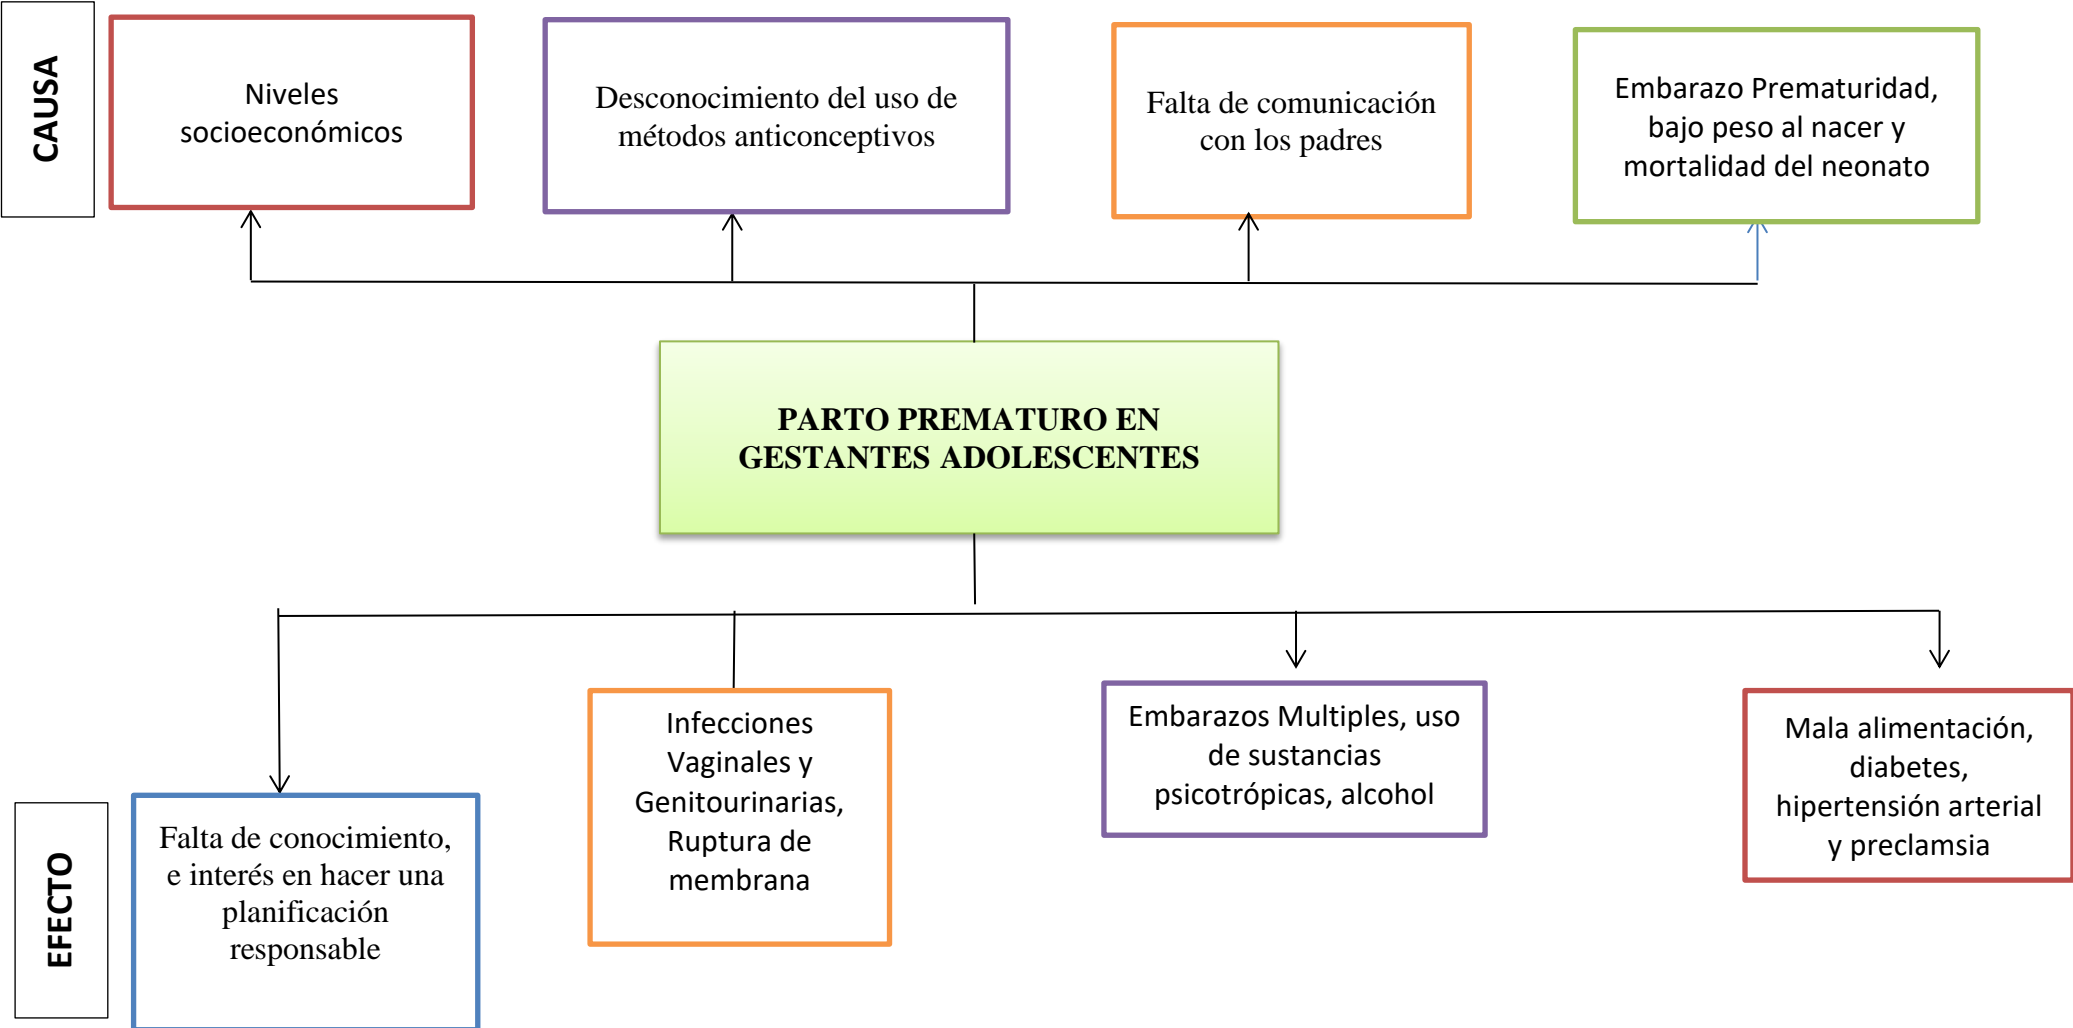 CAUSA
Niveles
socioeconómicos
Desconocimiento del uso de
métodos anticonceptivos
Falta de comunicación
con los padres
Embarazo Prematuridad,
bajo peso al nacer y
mortalidad del neonato
PARTO PREMATURO EN
GESTANTES ADOLESCENTES
EFECTO
Falta de conocimiento,
e interés en hacer una
planificación
responsable
Infecciones
Vaginales y
Genitourinarias,
Ruptura de
membrana
Embarazos Multiples, uso
de sustancias
psicotrópicas, alcohol
Mala alimentación,
diabetes,
hipertensión arterial
y preclamsia